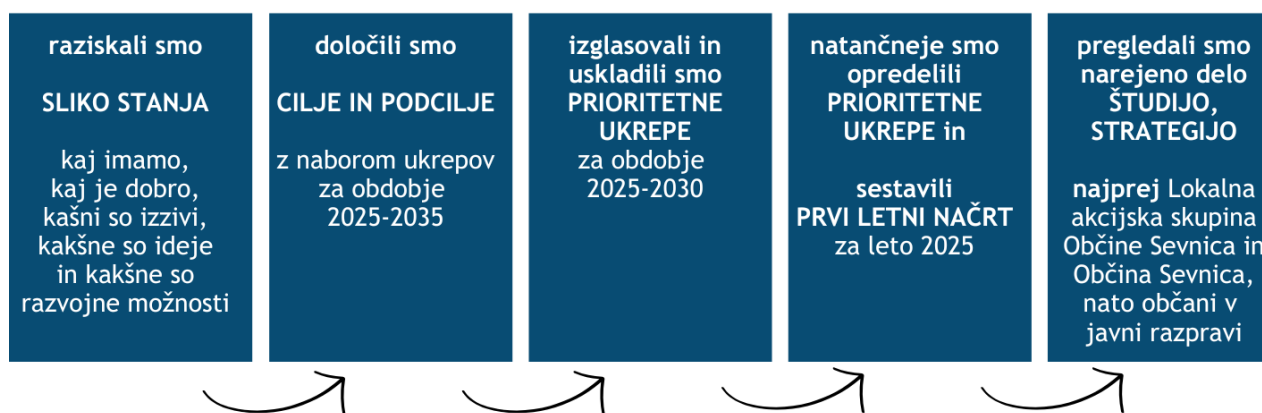 raziskali smo
SLIKO STANJA
kaj imamo,
kaj je dobro,
kašni so izzivi,
kakšne so ideje
in kakšne so
razvojne možnosti
določili smo
CILJE IN PODCILJE
z naborom ukrepov
za obdobje
2025-2035
izglasovali in
uskladili smo
PRIORITETNE
UKREPE
za obdobje
2025-2030
natančneje smo
opredelili
PRIORITETNE
UKREPE in
sestavili
PRVI LETNI NAČRT
za leto 2025
pregledali smo
narejeno delo
ŠTUDIJO,
STRATEGIJO
najprej Lokalna
akcijska skupina
Občine Sevnica in
Občina Sevnica,
nato občani v
javni razpravi